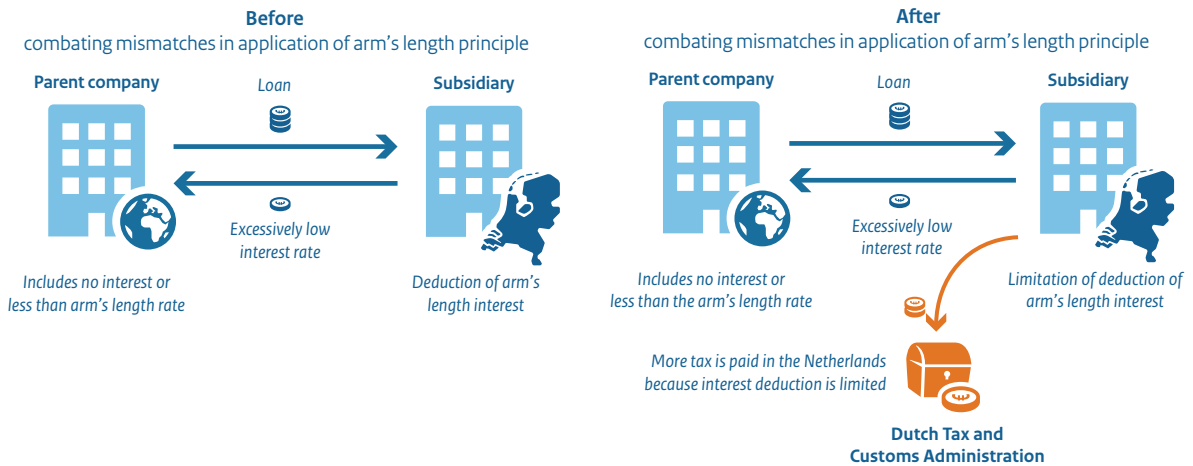 Before
combating mismatches in application of arm's length principle
Parent company
Loan
Subsidiary
Excessively low
interest rate
Includes no interest or
less than arm's length rate
Deduction of arm's
length interest
After
combating mismatches in application of arm's length principle
Parent company
Loan
Subsidiary
Excessively low
interest rate
Includes no interest or
less than the arm's length rate
Limitation of deduction of
arm's length interest
More tax is paid in the Netherlands
because interest deduction is limited
Dutch Tax and
Customs Administration